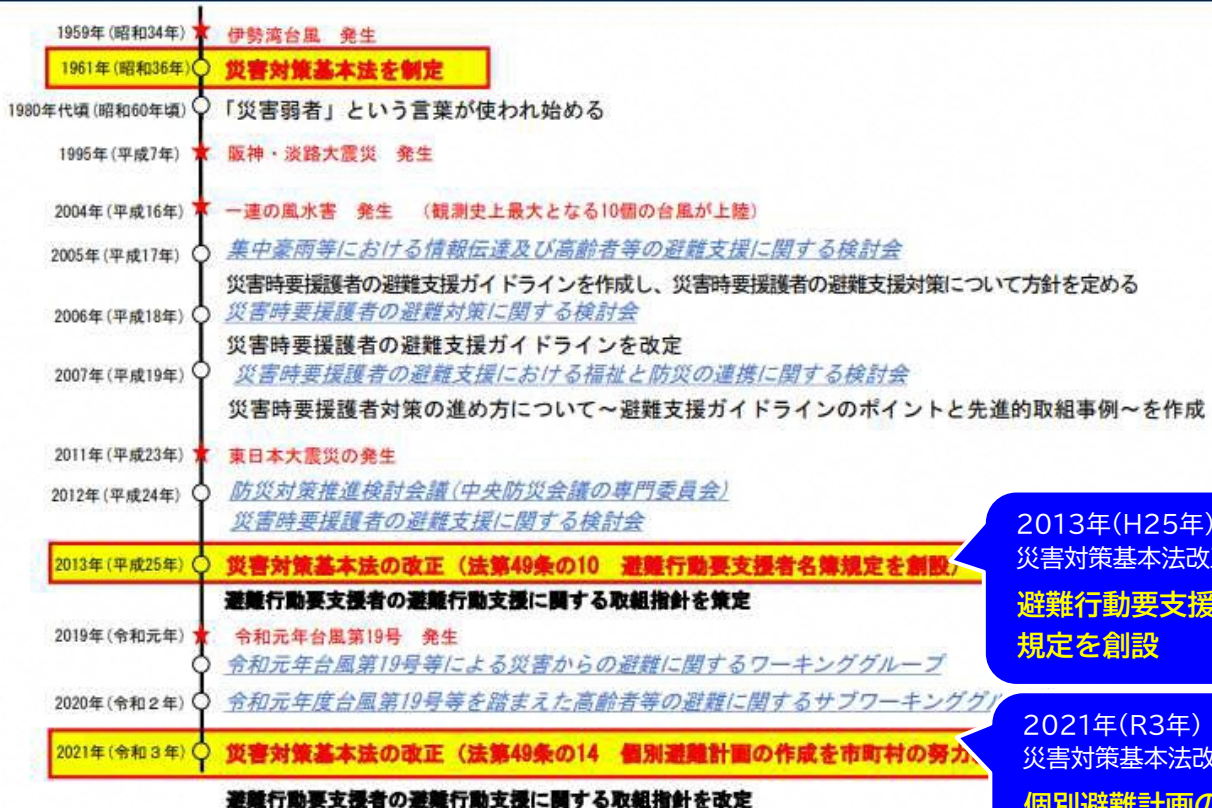 1959年(昭和34年) 伊勢湾台風 発生
1961年(昭和36年) 災害対策基本法を制定
1980年代頃(昭和60年頃) 「災害弱者」という言葉が使われ始める
1995年(平成7年) 阪神・淡路大震災 発生
2004年(平成16年) 一連の風水害 発生 (観測史上最大となる10個の台風が上陸)
2005年(平成17年) 集中豪雨等における情報伝達及び高齢者等の避難支援に関する検討会
災害時要援護者の避難支援ガイドラインを作成し、災害時要援護者の避難支援対策について方針を定める
2006年(平成18年) 災害時要援護者の避難対策に関する検討会
災害時要援護者の避難支援ガイドラインを改定
2007年(平成19年) 災害時要援護者の避難支援における福祉と防災の連携に関する検討会
災害時要援護者対策の進め方について～避難支援ガイドラインのポイントと先進的取組事例～を作成
2011年(平成23年) 東日本大震災の発生
2012年(平成24年) 防災対策推進検討会議(中央防災会議の専門委員会)
災害時要援護者の避難支援に関する検討会
2013年(平成25年) 災害対策基本法の改正(法第49条の10 避難行動要支援者名簿規定を創設)
避難行動要支援者の避難行動支援に関する取組指針を策定
2019年(令和元年) 令和元年台風第19号 発生
令和元年台風第19号等による災害からの避難に関するワーキンググループ
2020年(令和2年) 令和元年度台風第19号等を踏まえた高齢者等の避難に関するサブワーキンググル
2021年(令和3年) 災害対策基本法の改正(法第49条の14 個別避難計画の作成を市町村の努力
避難行動要支援者の避難行動支援に関する取組指針を改定
2013年(H25年)
災害対策基本法改
避難行動要支援
規定を創設
2021年(R3年)
災害対策基本法改
個別避難計画の